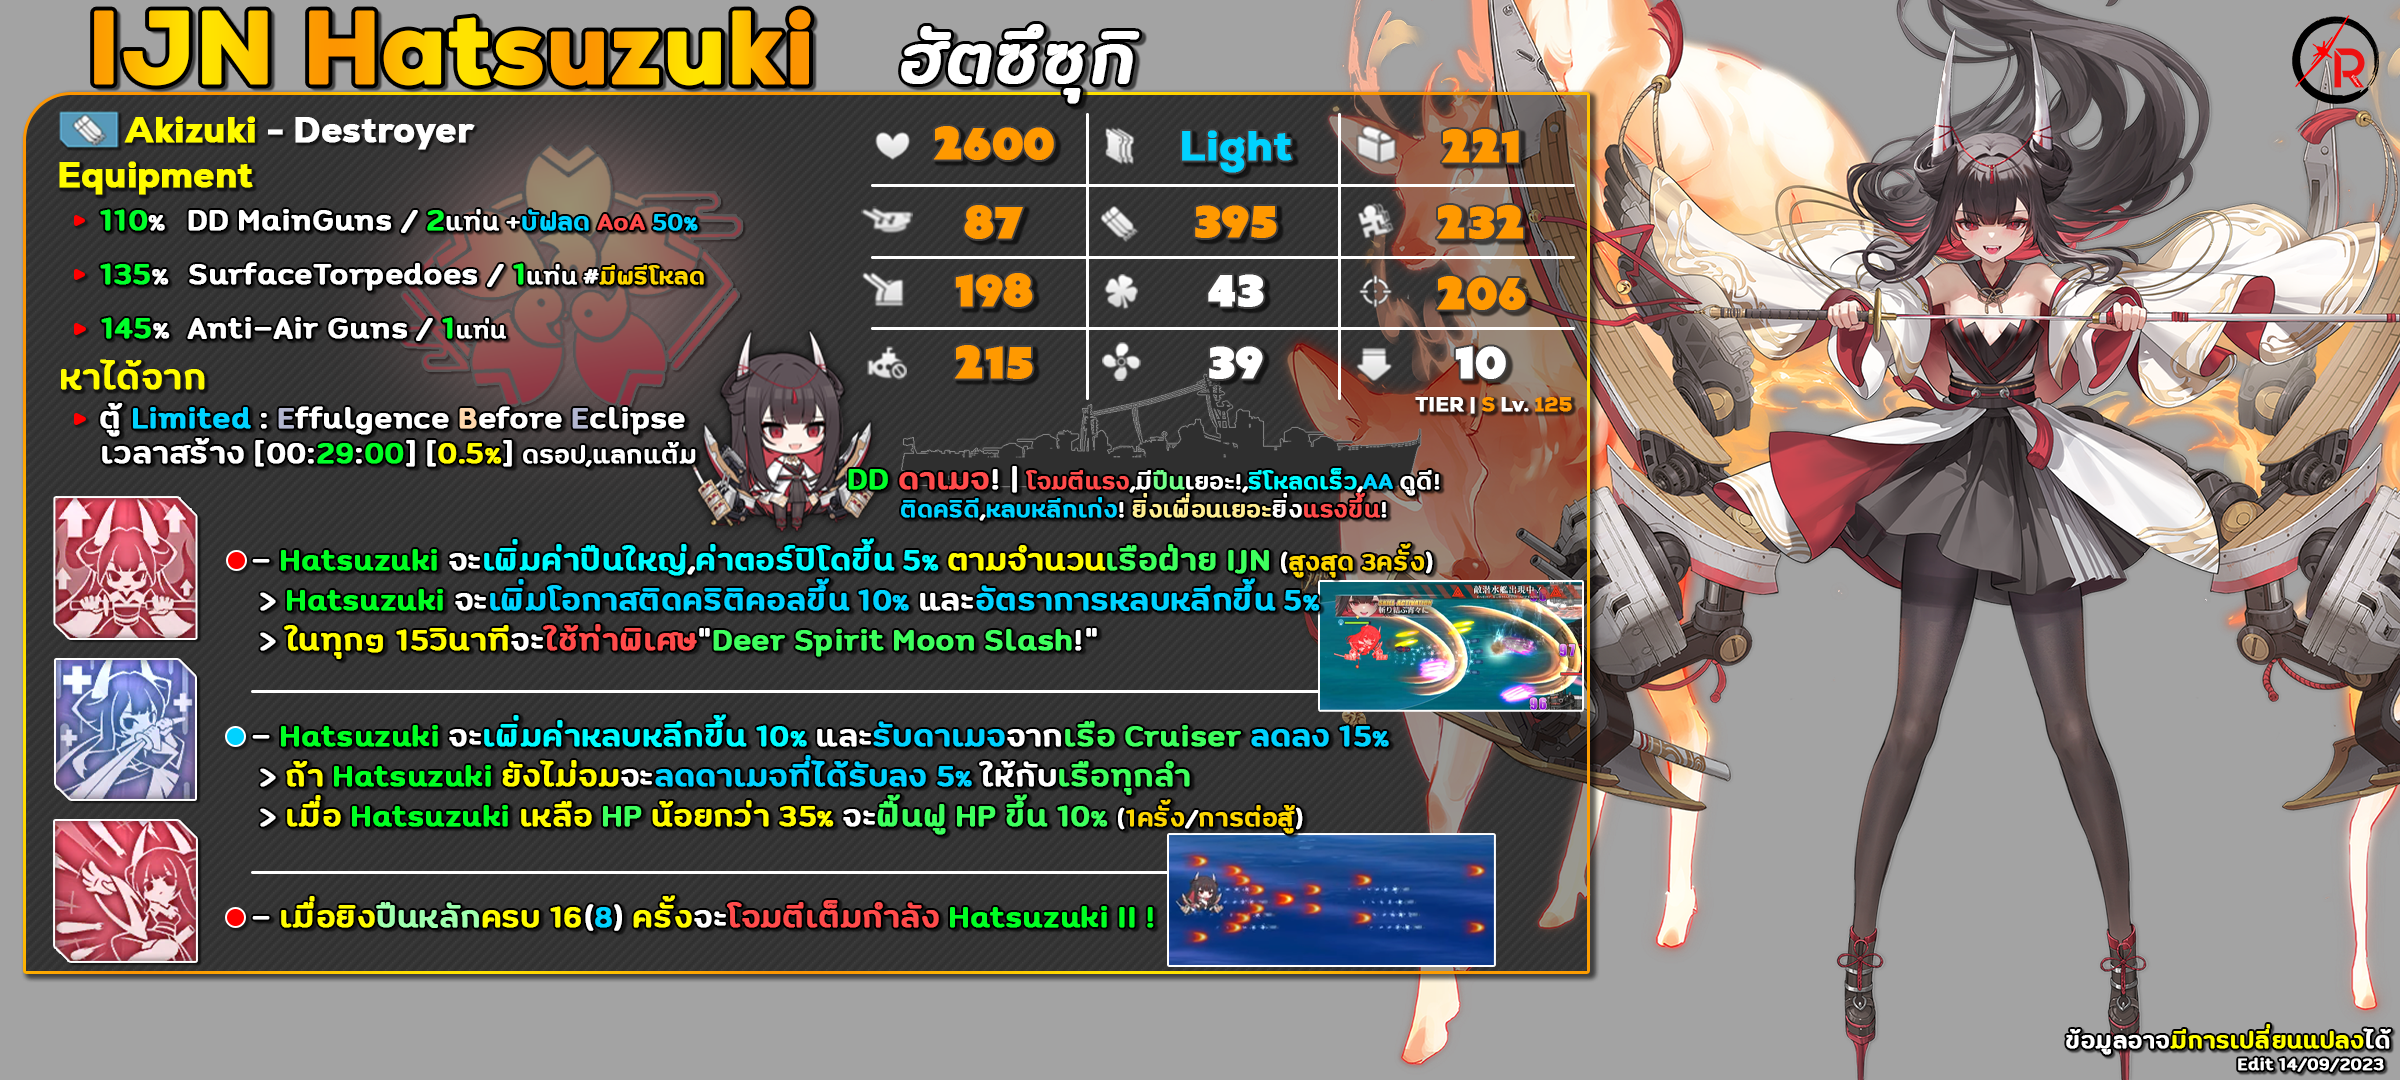 IJN Hatsuzuki ฮัตซึซุกิ
R
Akizuki - Destroyer
Equipment
110% DD MainGuns / 2แท่น +บัฟลด AoA 50%
135% SurfaceTorpedoes / 1แท่น #มีพรีโหลด
145% Anti-Air Guns / 1แท่น
หาได้จาก
ตู้ Limited : Effulgence Before Eclipse
เวลาสร้าง [00:29:00] [0.5%] ดรอป,แลกแต้ม
2600 Light 221
87 395 232
198 43 206
215 39 10
TIER | S Lv. 125
DD ดาเมจ! | โจมตีแรง,มีปืนเยอะ!,รีโหลดเร็ว,AA ดูดี!
ติดคริดี,หลบหลีกเก่ง! ยิ่งเพื่อนเยอะยิ่งแรงขึ้น!
- Hatsuzuki จะเพิ่มค่าปืนใหญ่,ค่าตอร์ปิโดขึ้น 5% ตามจำนวนเรือฝ่าย IJN (สูงสุด 3ครั้ง)
> Hatsuzuki จะเพิ่มโอกาสติดคริติคอลขึ้น 10% และอัตราการหลบหลีกขึ้น 5%
> ในทุกๆ 15วินาทีจะใช้ท่าพิเศษ"Deer Spirit Moon Slash!"
敵潜水艦出現中?
97
96
- Hatsuzuki จะเพิ่มค่าหลบหลีกขึ้น 10% และรับดาเมจจากเรือ Cruiser ลดลง 15%
> ถ้า Hatsuzuki ยังไม่จมจะลดดาเมจที่ได้รับลง 5% ให้กับเรือทุกลำ
> เมื่อ Hatsuzuki เหลือ HP น้อยกว่า 35% จะฟื้นฟู HP ขึ้น 10% (1ครั้ง/การต่อสู้)
- เมื่อยิงปืนหลักครบ 16(8) ครั้งจะโจมตีเต็มกำลัง Hatsuzuki II !
ข้อมูลอาจมีการเปลี่ยนแปลงได้
Edit 14/09/2023